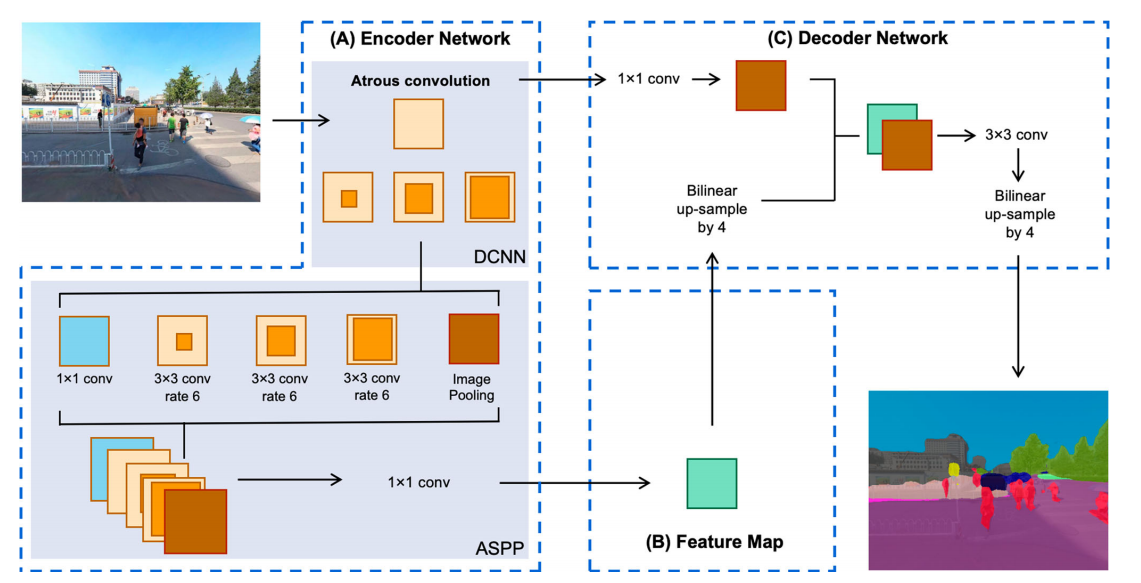 (A) Encoder Network
Atrous convolution
DCNN
1×1 conv
3×3 conv
rate 6
3×3 conv
rate 6
3×3 conv
rate 6
Image
Pooling
1×1 conv
ASPP
(B) Feature Map
(C) Decoder Network
1×1 conv
Bilinear
up-sample
by 4
3×3 conv
Bilinear
up-sample
by 4